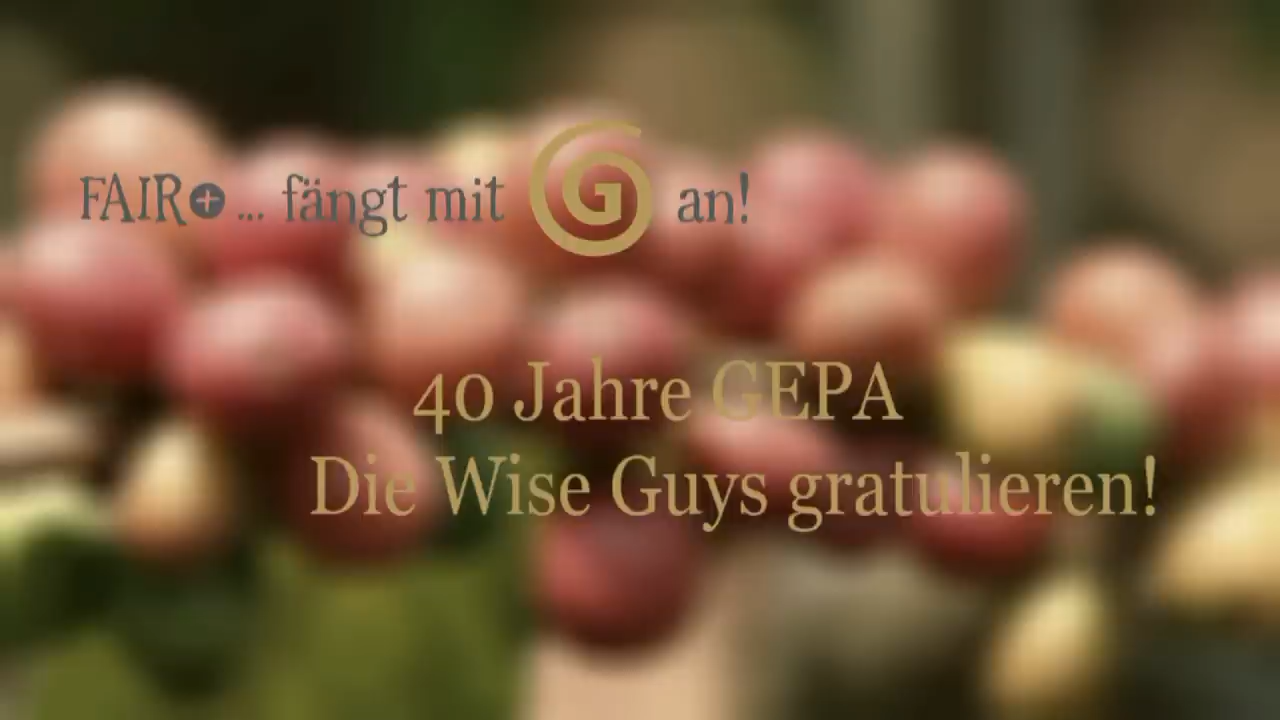 FAIR+... fängt mit G an!
40 Jahre GEPA
Die Wise Guys gratulieren!